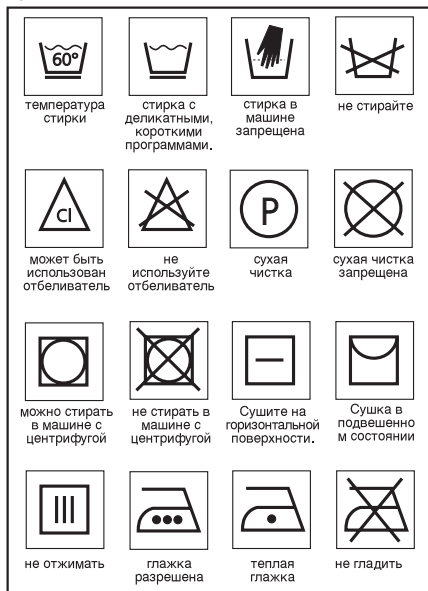 60°
температура
стирки
стирка с
деликатными,
короткими
программами.
стирка в
машине
запрещена
не стирайте
Cl
может быть
использован
отбеливатель
не
используйте
отбеливатель
P
сухая
чистка
сухая чистка
запрещена
можно стирать
в машине с
центрифугой
не стирать в
машине с
центрифугой
Сушите на
горизонтальной
поверхности.
Сушка в
подвешенно
м состоянии
не отжимать
глажка
разрешена
теплая
глажка
не гладить